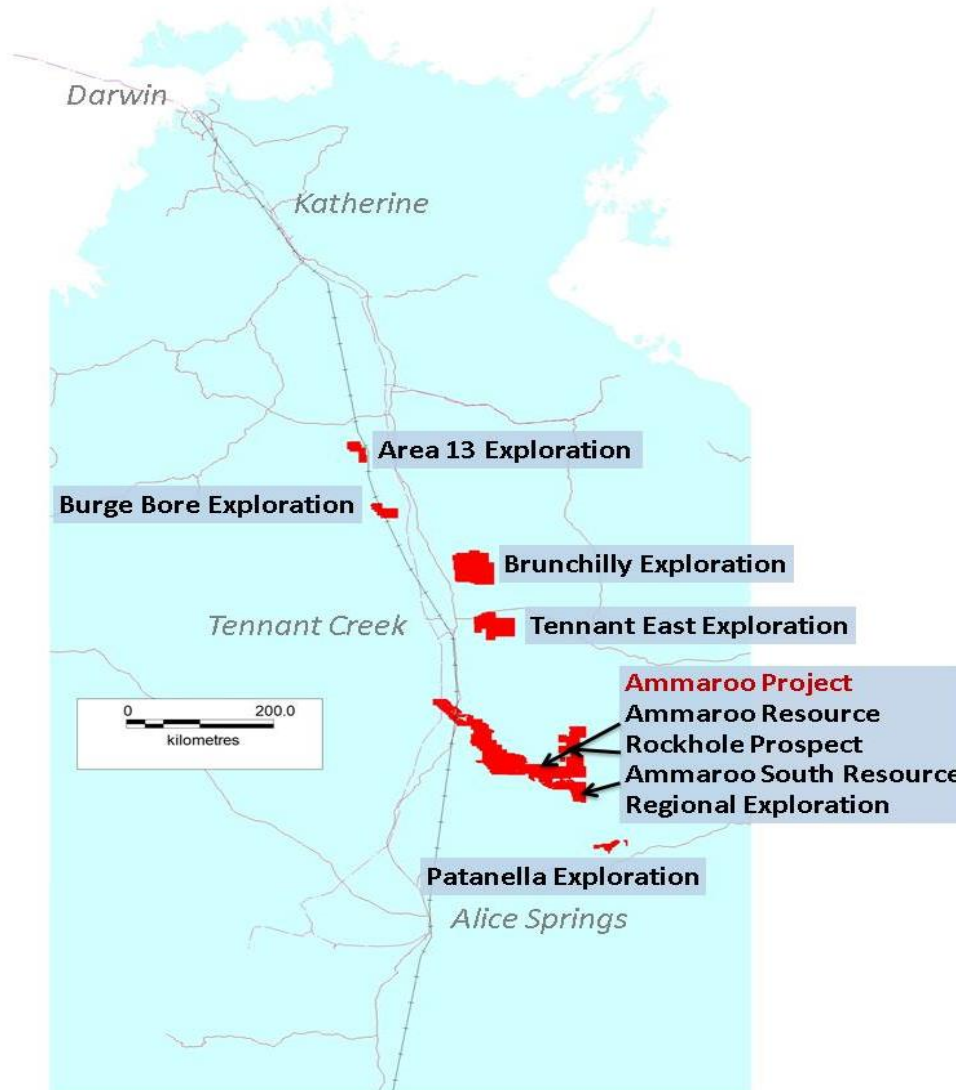 Darwin
Katherine
Area 13 Exploration
Burge Bore Exploration
Brunchilly Exploration
Tennant Creek
Tennant East Exploration
0 200.0
kilometres
Ammaroo Project
Ammaroo Resource
Rockhole Prospect
Ammaroo South Resource
Regional Exploration
Patanella Exploration
Alice Springs